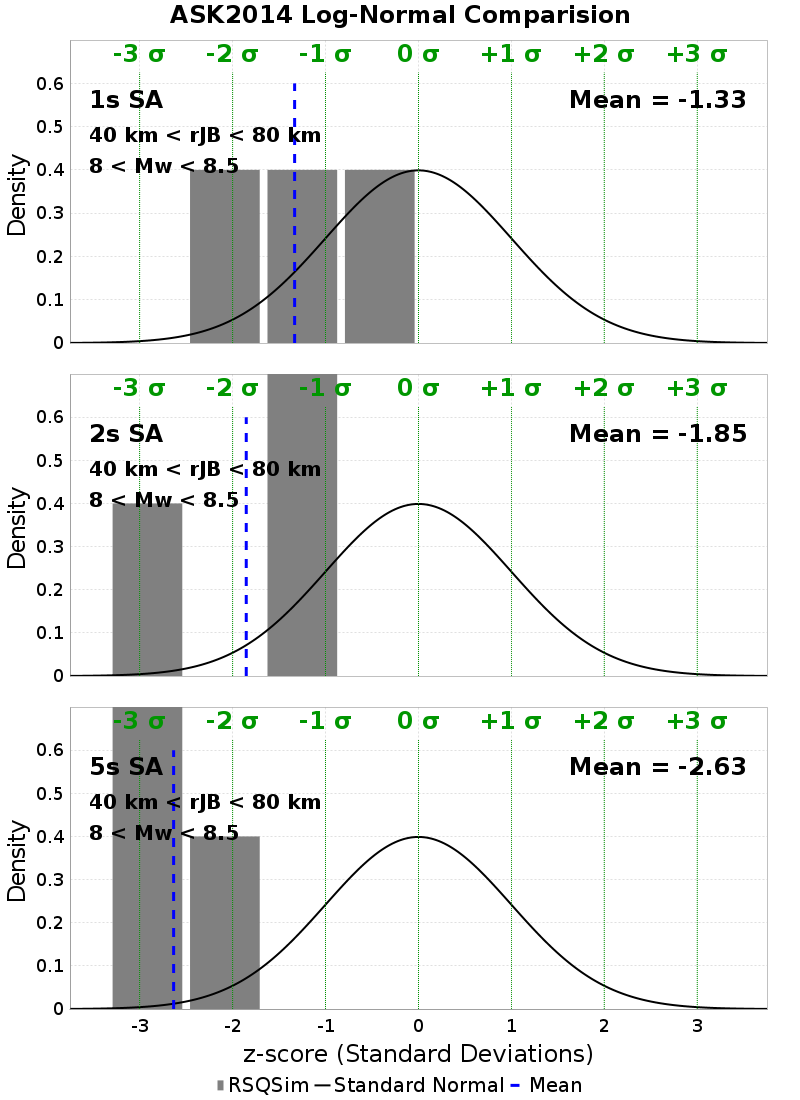 ASK2014 Log-Normal Comparision
-3 σ -2 σ -1 σ 0 σ +1 σ +2 σ +3 σ
1s SA
Mean = -1.33
40 km < rJB < 80 km
8 < Mw < 8.5
0.6
0.5
0.4
0.3
0.2
0.1
0
Density
-3 σ -2 σ -1 σ 0 σ +1 σ +2 σ +3 σ
2s SA
Mean = -1.85
40 km < rJB < 80 km
8 < Mw < 8.5
0.6
0.5
0.4
0.3
0.2
0.1
0
Density
-3 σ -2 σ -1 σ 0 σ +1 σ +2 σ +3 σ
5s SA
Mean = -2.63
40 km < rJB < 80 km
8 < Mw < 8.5
0.6
0.5
0.4
0.3
0.2
0.1
0
Density
-3 -2 -1 0 1 2 3
z-score (Standard Deviations)
RSQSim Standard Normal Mean